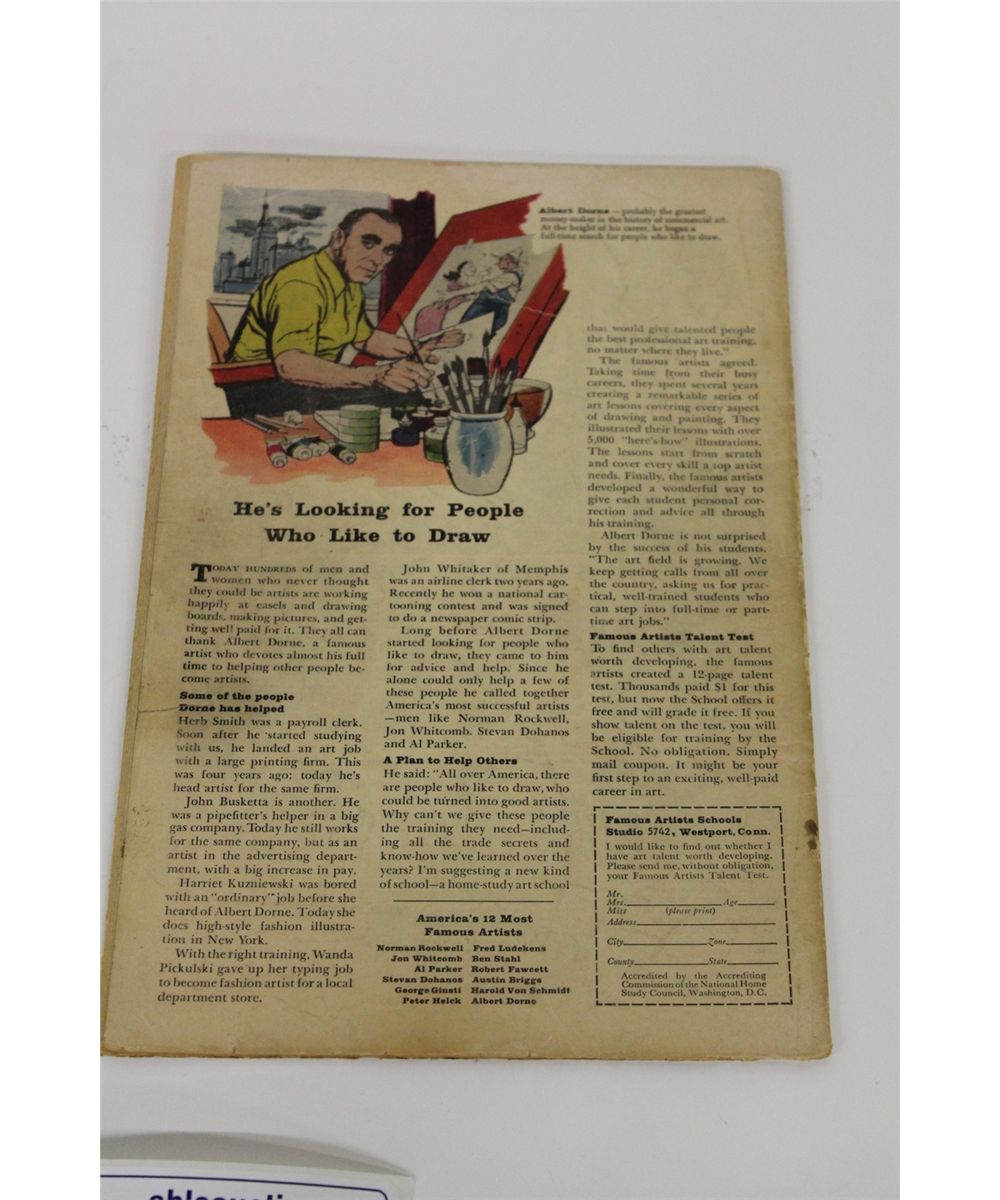 Albert Dorne — probably the greatest
money-maker in the history of commercial art.
At the height of his career, he began a
full-time search for people who like to draw.
He's Looking for People
Who Like to Draw
TODAY HUNDREDS of men and
women who never thought
they could be artists are working
happily at easels and drawing
boards, making pictures, and get-
ting well paid for it. They all can
thank Albert Dorne, a famous
artist who devotes almost his full
time to helping other people be-
come artists.
Some of the people
Dorne has helped
Herb Smith was a payroll clerk.
Soon after he started studying
with us, he landed an art job
with a large printing firm. This
was four years ago; today he's
head artist for the same firm.
John Busketta is another. He
was a pipefitter's helper in a big
gas company. Today he still works
for the same company, but as an
artist in the advertising depart-
ment, with a big increase in pay.
Harriet Kuzniewski was bored
with an "ordinary" job before she
heard of Albert Dorne. Today she
does high-style fashion illustra-
tion in New York.
With the right training, Wanda
Pickulski gave up her typing job
to become fashion artist for a local
department store.
John Whitaker of Memphis
was an airline clerk two years ago.
Recently he won a national car-
tooning contest and was signed
to do a newspaper comic strip.
Long before Albert Dorne
started looking for people who
like to draw, they came to him
for advice and help. Since he
alone could only help a few of
these people he called together
America's most successful artists
—men like Norman Rockwell,
Jon Whitcomb. Stevan Dohanos
and Al Parker.
A Plan to Help Others
He said: "All over America, there
are people who like to draw, who
could be turned into good artists.
Why can't we give these people
the training they need—includ-
ing all the trade secrets and
know-how we've learned over the
years? I'm suggesting a new kind
of school—a home-study art school
America's 12 Most
Famous Artists
Norman Rockwell Fred Ludekens
Jon Whitcomb Ben Stahl
Al Parker Robert Fawcett
Stevan Dohanos Austin Briggs
George Giusti Harold Von Schmidt
Peter Helck Albert Dorne
that would give talented people
the best professional art training,
no matter where they live."
The famous artists agreed.
Taking time from their busy
careers, they spent several years
creating a remarkable series of
art lessons covering every aspect
of drawing and painting. They
illustrated their lessons with over
5,000 "here's-how" illustrations.
The lessons start from scratch
and cover every skill a top artist
needs. Finally, the famous artists
developed a wonderful way to
give each student personal cor-
rection and advice all through
his training.
Albert Dorne is not surprised
by the success of his students.
"The art field is growing. We
keep getting calls from all over
the country, asking us for prac-
tical, well-trained students who
can step into full-time or part-
time art jobs."
Famous Artists Talent Test
To find others with art talent
worth developing, the famous
artists created a 12-page talent
test. Thousands paid $1 for this
test, but now the School offers it
free and will grade it free. If you
show talent on the test, you will
be eligible for training by the
School. No obligation. Simply
mail coupon. It might be your
first step to an exciting, well-paid
career in art.
Famous Artists Schools
Studio 5742, Westport, Conn.
I would like to find out whether I
have art talent worth developing.
Please send me, without obligation,
your Famous Artists Talent Test.
Mr.
Mrs. Age
Miss (please print)
Address
City Zone
County State
Accredited by the Accrediting
Commission of the National Home
Study Council, Washington, D.C.